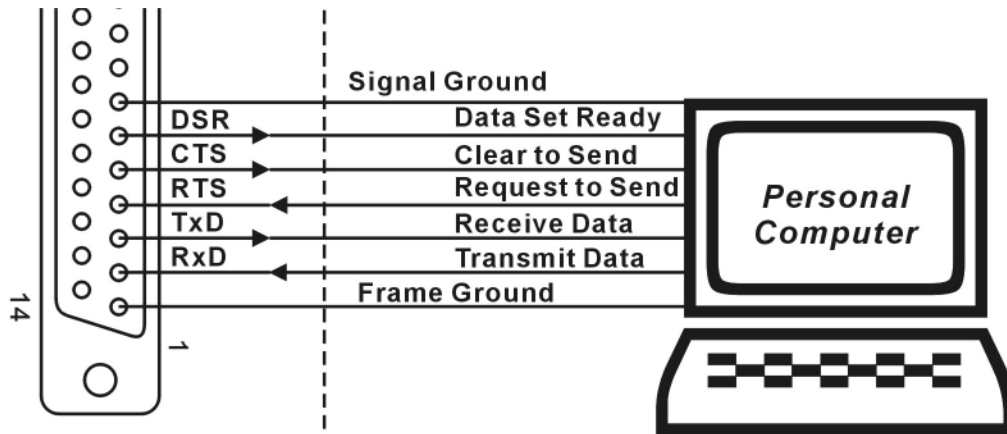 Signal Ground
DSR Data Set Ready
CTS Clear to Send
RTS Request to Send
TxD Receive Data
RxD Transmit Data
Frame Ground
Personal
Computer
14
1